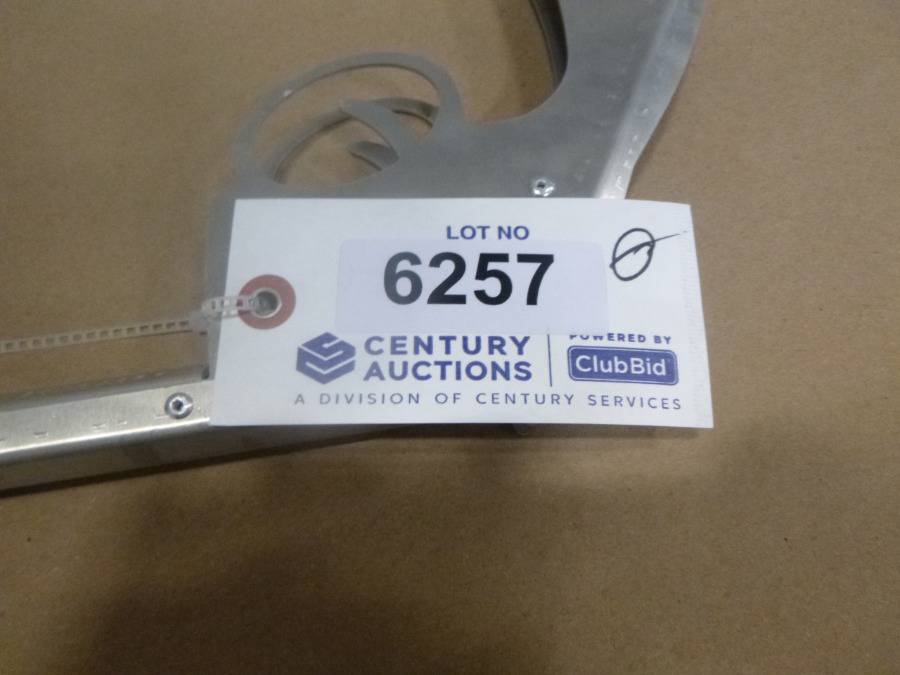 LOT NO
6257
CENTURY
AUCTIONS
POWERED BY
ClubBid
A DIVISION OF CENTURY SERVICES